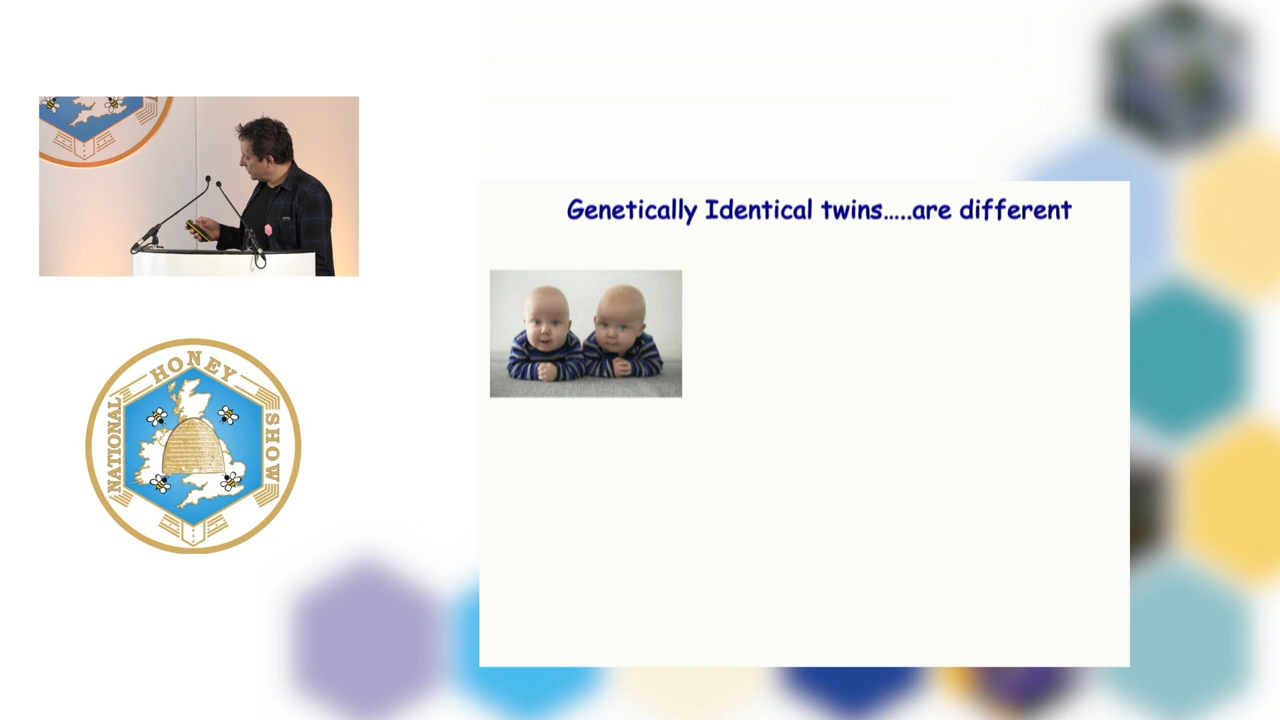 Genetically Identical twins.....are different
NATIONAL HONEY SHOW